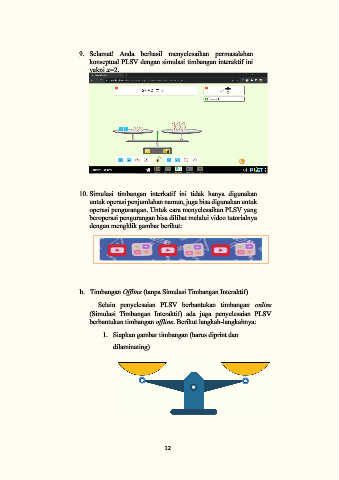 9. Selamat! Anda berhasil menyelesaikan permasalahan
konseptual PLSV dengan simulasi timbangan interaktif ini
yakni x=2.
10. Simulasi timbangan interkatif ini tidak hanya digunakan
untuk operasi penjumlahan namun, juga bisa digunakan untuk
operasi pengurangan. Untuk cara menyelesaikan PLSV yang
beroperasi pengurangan bisa dilihat melalui video tutorialnya
dengan mengklik gambar berikut:
b. Timbangan Offline (tanpa Simulasi Timbangan Interaktif)
Selain penyelesaian PLSV berbantukan timbangan online
(Simulasi Timbangan Interaktif) ada juga penyelesaian PLSV
berbantukan timbangan offline. Berikut langkah-langkahnya:
1. Siapkan gambar timbangan (harus diprint dan
dilaminating)
12